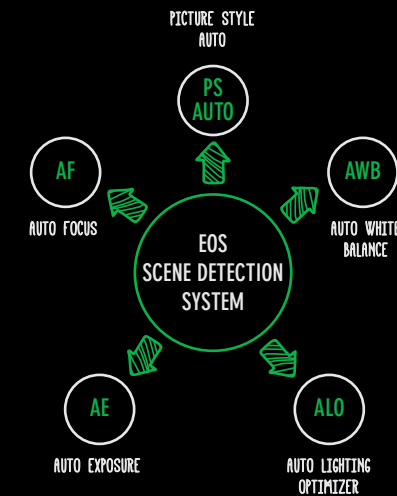 PICTURE STYLE
AUTO
PS
AUTO
AF
AWB
AUTO FOCUS
AUTO WHITE
BALANCE
EOS
SCENE DETECTION
SYSTEM
AE
ALO
AUTO EXPOSURE
AUTO LIGHTING
OPTIMIZER